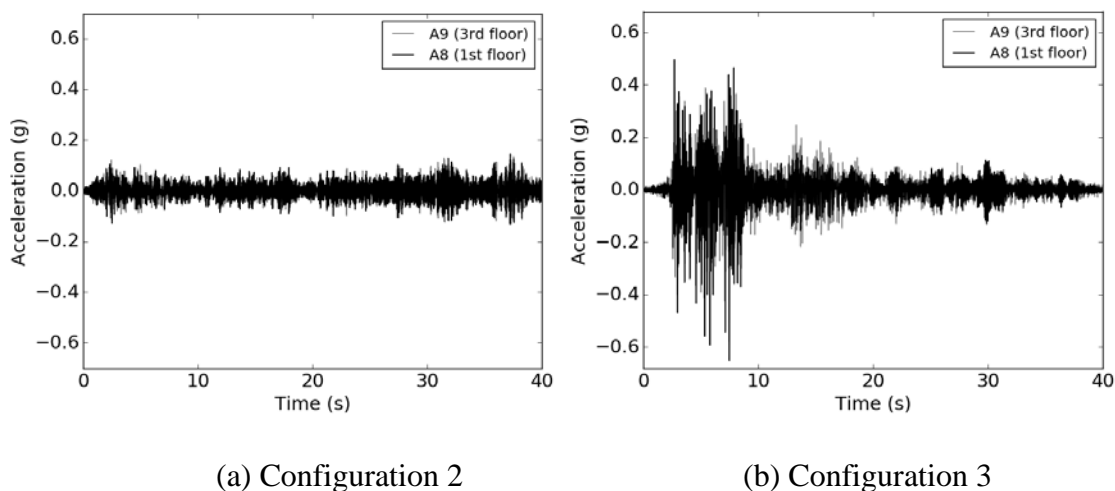 0.6
0.4
0.2
0.0
−0.2
−0.4
−0.6
Acceleration (g)
A9 (3rd floor)
A8 (1st floor)
0 10 20 30 40
Time (s)
(a) Configuration 2
0.6
0.4
0.2
0.0
−0.2
−0.4
−0.6
Acceleration (g)
A9 (3rd floor)
A8 (1st floor)
0 10 20 30 40
Time (s)
(b) Configuration 3